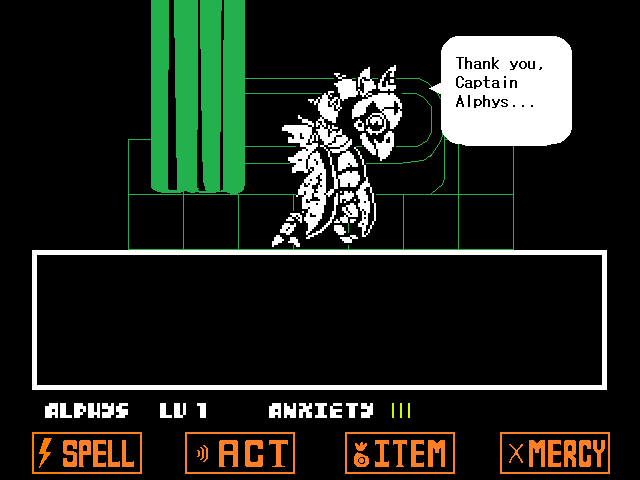 Thank you,
Captain
Alphys...
ALPHYS LV 1 ANXIETY
SPELL ACT ITEM MERCY